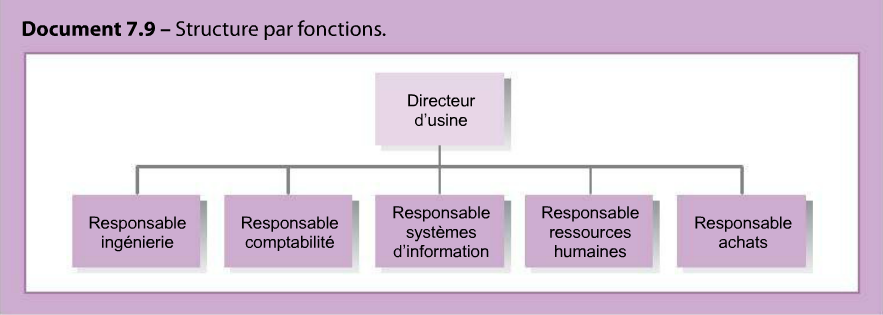 Document 7.9 – Structure par fonctions.
Directeur
d’usine
Responsable
ingénierie
Responsable
comptabilité
Responsable
systèmes
d’information
Responsable
ressources
humaines
Responsable
achats